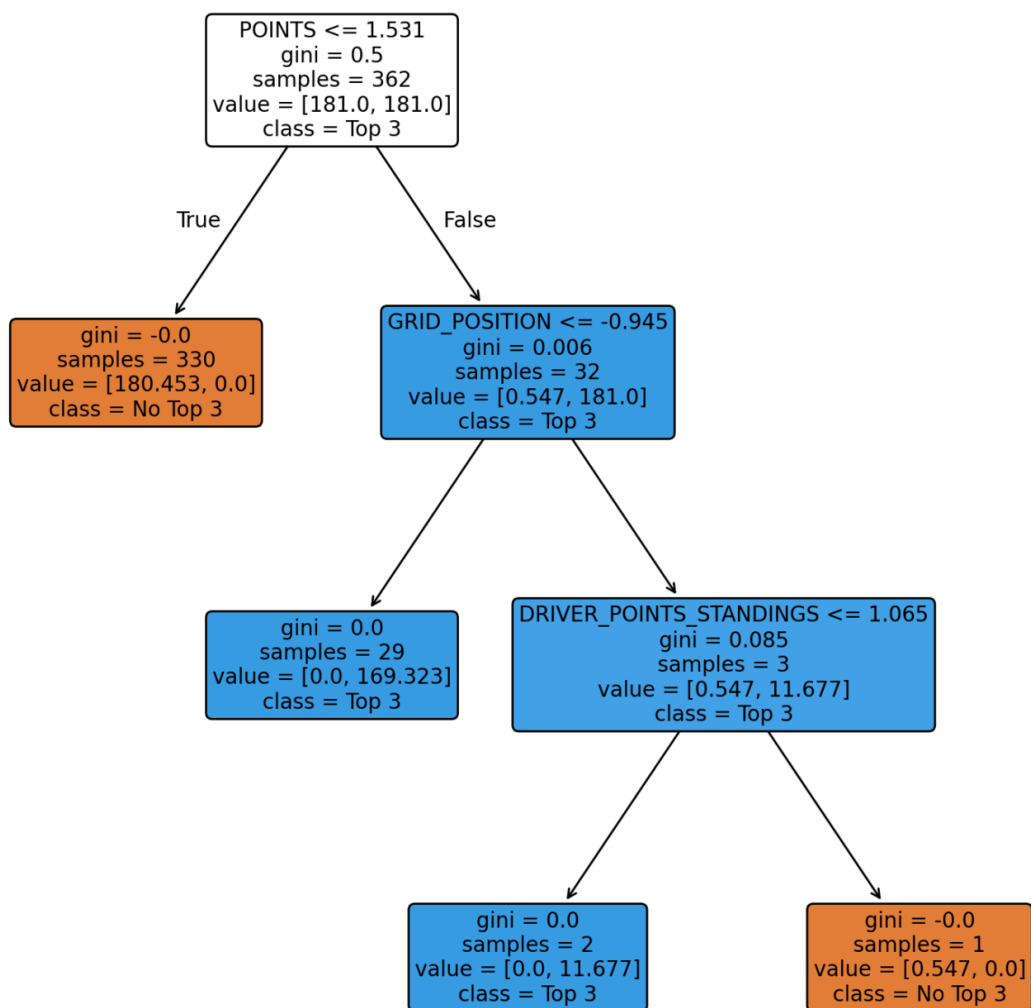 POINTS <= 1.531
gini = 0.5
samples = 362
value = [181.0, 181.0]
class = Top 3
True
False
gini = -0.0
samples = 330
value = [180.453, 0.0]
class = No Top 3
GRID_POSITION <= -0.945
gini = 0.006
samples = 32
value = [0.547, 181.0]
class = Top 3
gini = 0.0
samples = 29
value = [0.0, 169.323]
class = Top 3
DRIVER_POINTS_STANDINGS <= 1.065
gini = 0.085
samples = 3
value = [0.547, 11.677]
class = Top 3
gini = 0.0
samples = 2
value = [0.0, 11.677]
class = Top 3
gini = -0.0
samples = 1
value = [0.547, 0.0]
class = No Top 3